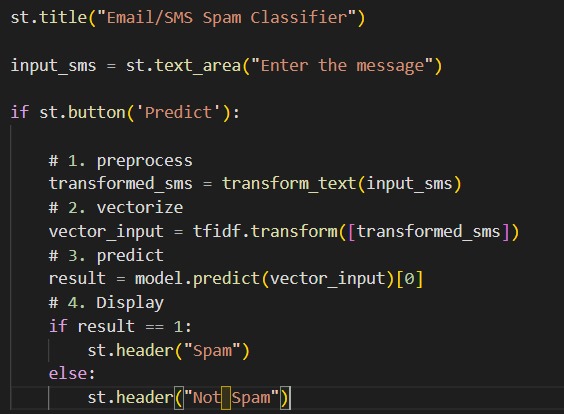 st.title("Email/SMS Spam Classifier")
input_sms = st.text_area("Enter the message")
if st.button('Predict'):
    # 1. preprocess
    transformed_sms = transform_text(input_sms)
    # 2. vectorize
    vector_input = tfidf.transform([transformed_sms])
    # 3. predict
    result = model.predict(vector_input)[0]
    # 4. Display
    if result == 1:
        st.header("Spam")
    else:
        st.header("Not Spam")